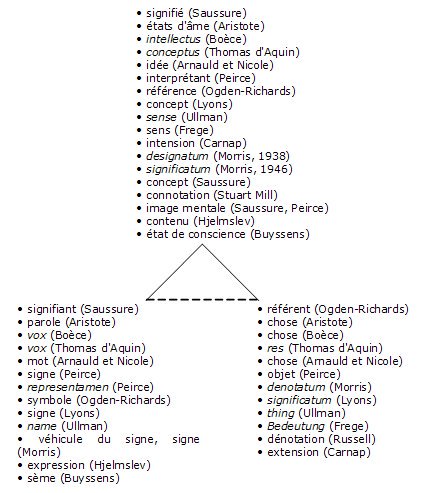 • signifié (Saussure)
• états d'âme (Aristote)
• intellectus (Boèce)
• conceptus (Thomas d'Aquin)
• idée (Arnauld et Nicole)
• interprétant (Peirce)
• référence (Ogden-Richards)
• concept (Lyons)
• sense (Ullman)
• sens (Frege)
• intension (Carnap)
• designatum (Morris, 1938)
• significatum (Morris, 1946)
• concept (Saussure)
• connotation (Stuart Mill)
• image mentale (Saussure, Peirce)
• contenu (Hjelmslev)
• état de conscience (Buyssens)
• signifiant (Saussure)
• parole (Aristote)
• vox (Boèce)
• vox (Thomas d'Aquin)
• mot (Arnauld et Nicole)
• signe (Peirce)
• representamen (Peirce)
• symbole (Ogden-Richards)
• signe (Lyons)
• name (Ullman)
• véhicule du signe, signe
(Morris)
• expression (Hjelmslev)
• sème (Buyssens)
• référent (Ogden-Richards)
• chose (Aristote)
• chose (Boèce)
• res (Thomas d'Aquin)
• chose (Arnauld et Nicole)
• objet (Peirce)
• denotatum (Morris)
• significatum (Lyons)
• thing (Ullman)
• Bedeutung (Frege)
• dénotation (Russell)
• extension (Carnap)